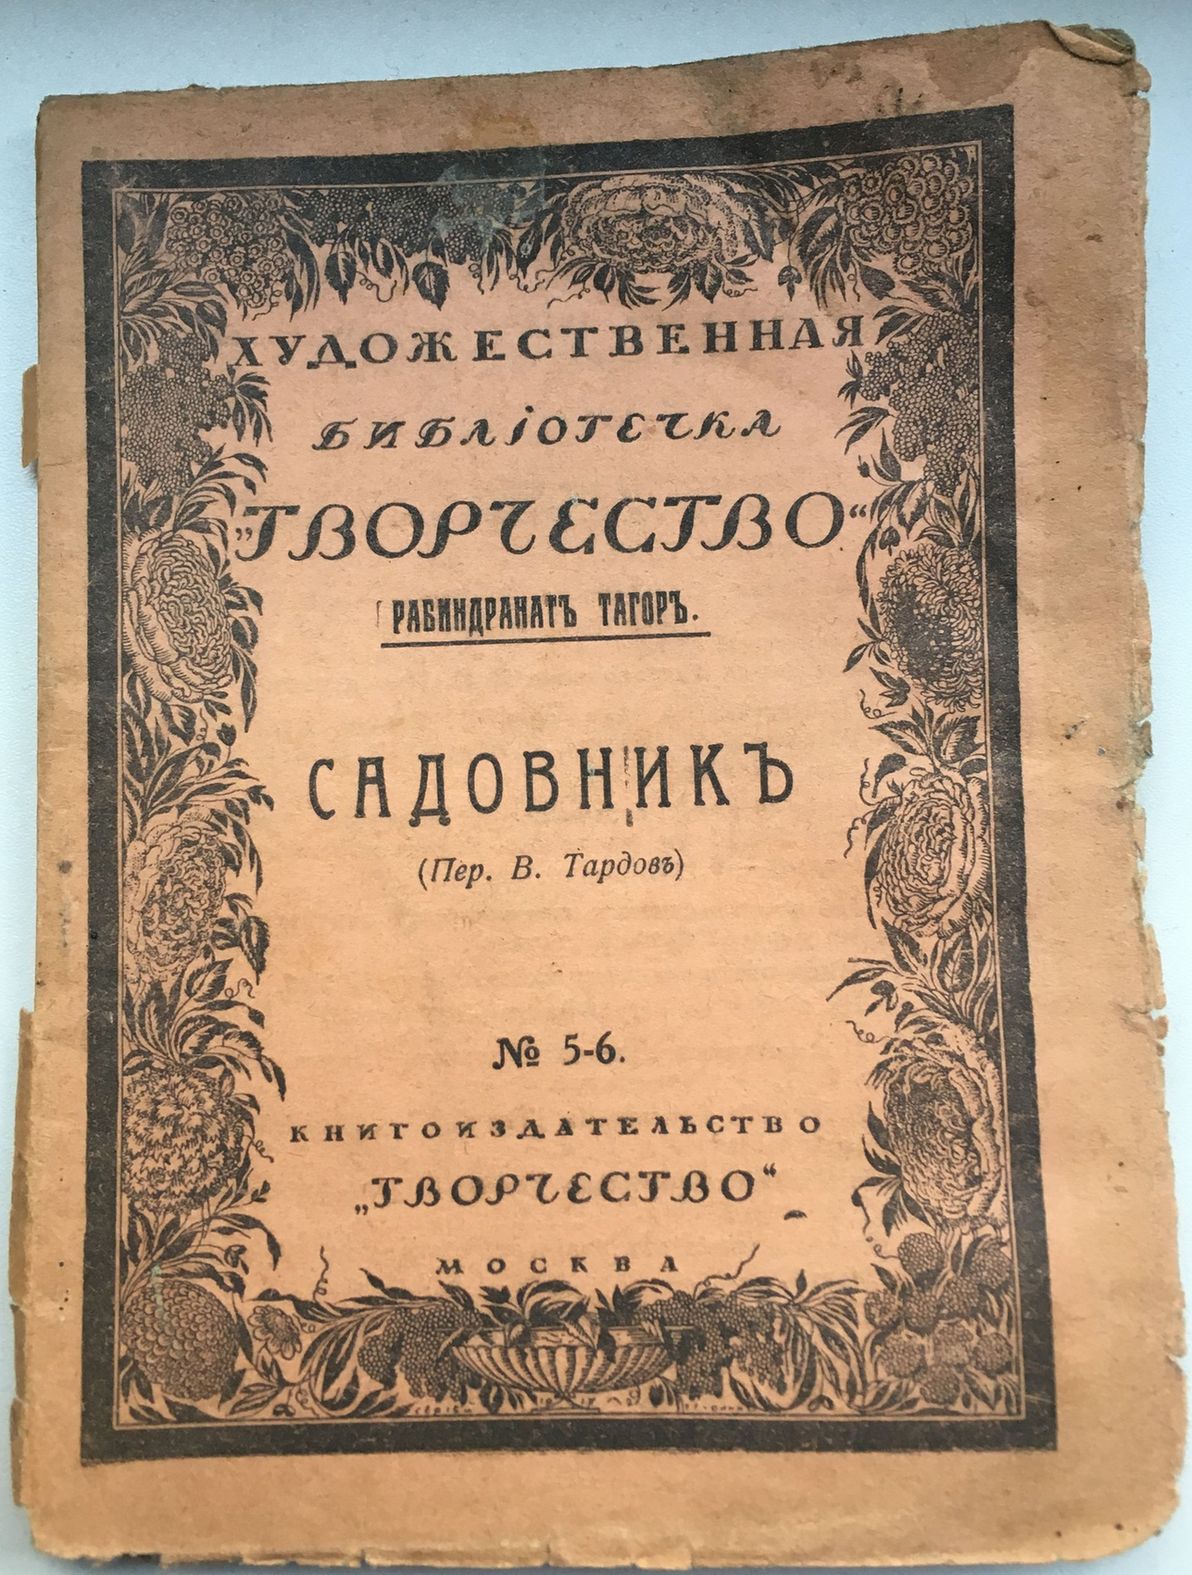 ХУДОЖЕСТВЕННАЯ
БИБЛІОТЕЧКА
„ТВОРЧЕСТВО“
РАБИНДРАНАТЪ ТАГОРЪ.
САДОВНИКЪ
(Пер. В. Тардовъ)
№ 5-6.
КНИГОИЗДАТЕЛЬСТВО
„ТВОРЧЕСТВО“
МОСКВА